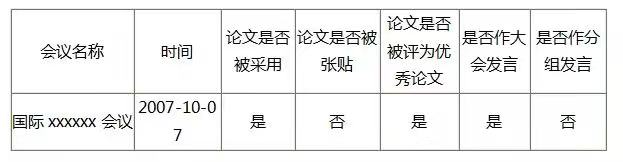 会议名称
时间
论文是否
被采用
论文是否被
张贴
论文是否
被评为优
秀论文
是否作大
会发言
是否作分
组发言
国际 xxxxxx 会议
2007-10-0
7
是
否
是
是
否